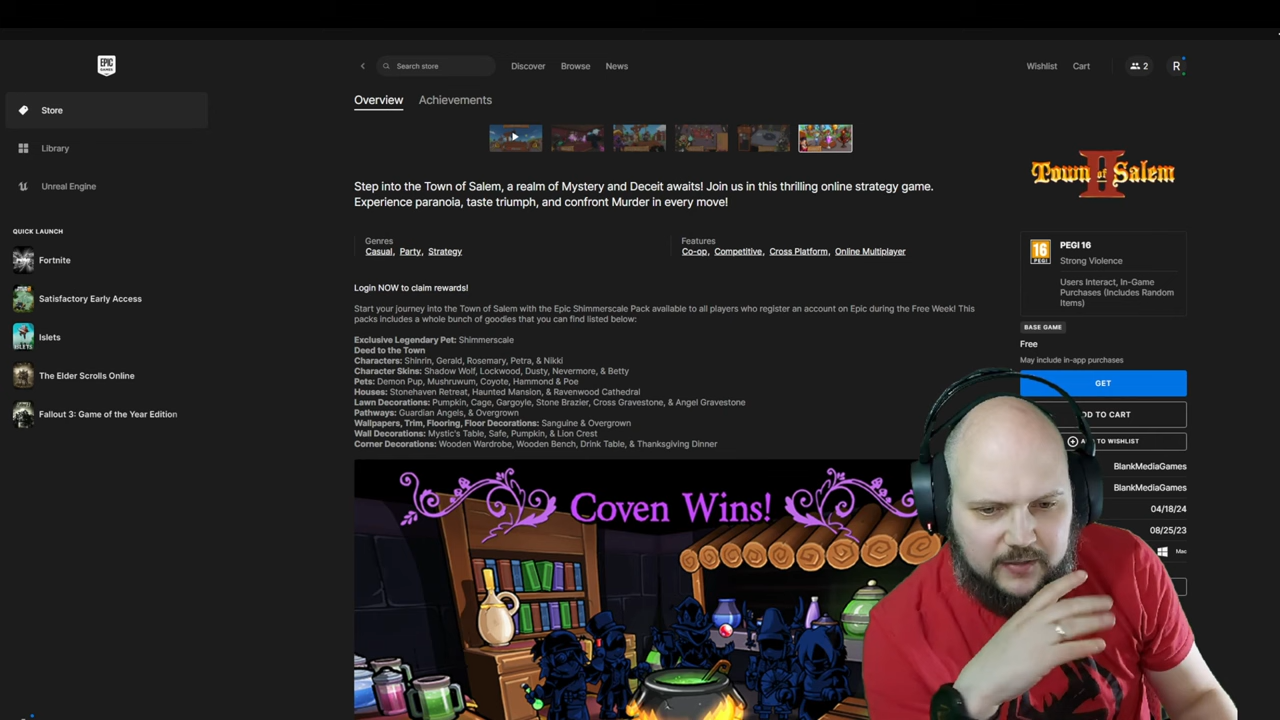 EPIC
GAMES
Search store
Discover
Browse
News
Wishlist
Cart
2
R
Store
Library
Unreal Engine
QUICK LAUNCH
Fortnite
Satisfactory Early Access
Islets
The Elder Scrolls Online
Fallout 3: Game of the Year Edition
Overview
Achievements
Step into the Town of Salem, a realm of Mystery and Deceit awaits! Join us in this thrilling online strategy game.
Experience paranoia, taste triumph, and confront Murder in every move!
Genres
Casual, Party, Strategy
Features
Co-op, Competitive, Cross Platform, Online Multiplayer
Login NOW to claim rewards!
Start your journey into the Town of Salem with the Epic Shimmerscale Pack available to all players who register an account on Epic during the Free Week! This
packs includes a whole bunch of goodies that you can find listed below:
Exclusive Legendary Pet: Shimmerscale
Deed to the Town
Characters: Shinrin, Gerald, Rosemary, Petra, & Nikki
Character Skins: Shadow Wolf, Lockwood, Dusty, Nevermore, & Betty
Pets: Demon Pup, Mushruwum, Coyote, Hammond & Poe
Houses: Stonehaven Retreat, Haunted Mansion, & Ravenwood Cathedral
Lawn Decorations: Pumpkin, Cage, Gargoyle, Stone Brazier, Cross Gravestone, & Angel Gravestone
Pathways: Guardian Angels, & Overgrown
Wallpapers, Trim, Flooring, Floor Decorations: Sanguine & Overgrown
Wall Decorations: Mystic's Table, Safe, Pumpkin, & Lion Crest
Corner Decorations: Wooden Wardrobe, Wooden Bench, Drink Table, & Thanksgiving Dinner
Coven Wins!
Town of Salem
II
16
PEGI
PEGI 16
Strong Violence
Users Interact, In-Game
Purchases (Includes Random
Items)
BASE GAME
Free
May include in-app purchases
GET
DD TO CART
TO WISHLIST
BlankMediaGames
BlankMediaGames
04/18/24
08/25/23
Mac